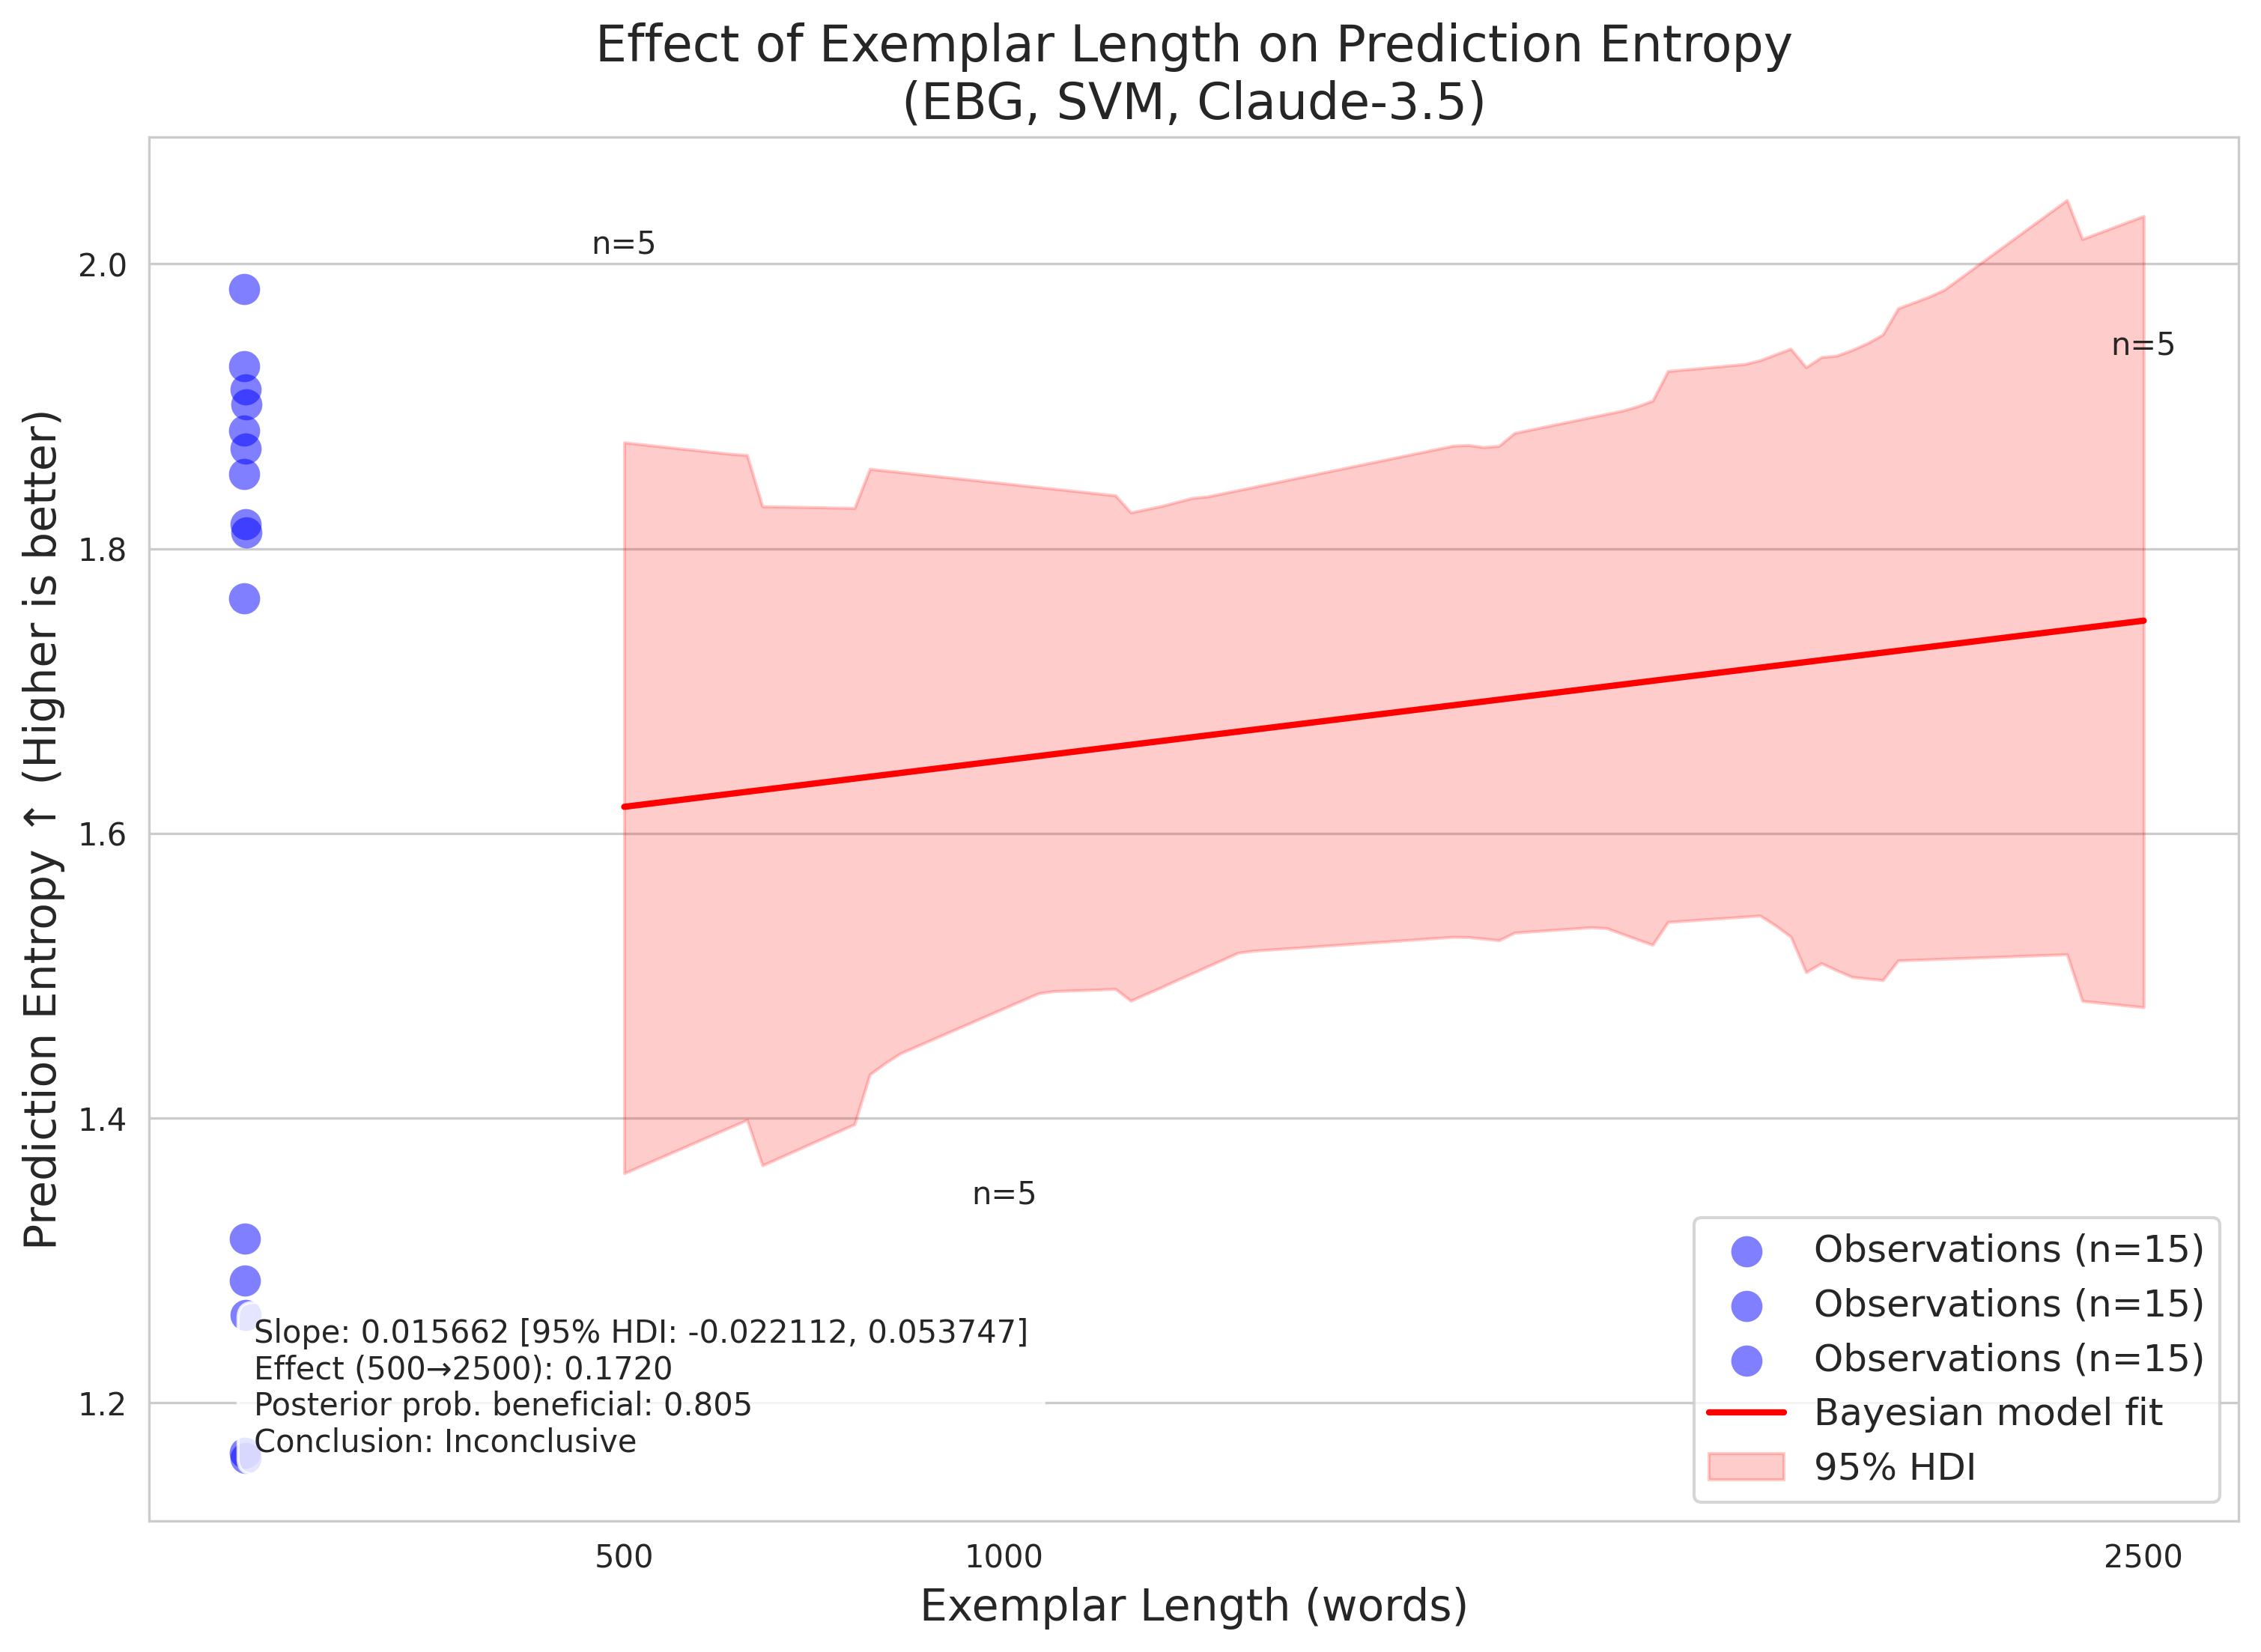 Effect of Exemplar Length on Prediction Entropy
(EBG, SVM, Claude-3.5)
Prediction Entropy ↑ (Higher is better)
2.0
1.8
1.6
1.4
1.2
n=5
n=5
n=5
Slope: 0.015662 [95% HDI: -0.022112, 0.053747]
Effect (500→2500): 0.1720
Posterior prob. beneficial: 0.805
Conclusion: Inconclusive
Observations (n=15)
Observations (n=15)
Observations (n=15)
Bayesian model fit
95% HDI
500
1000
2500
Exemplar Length (words)